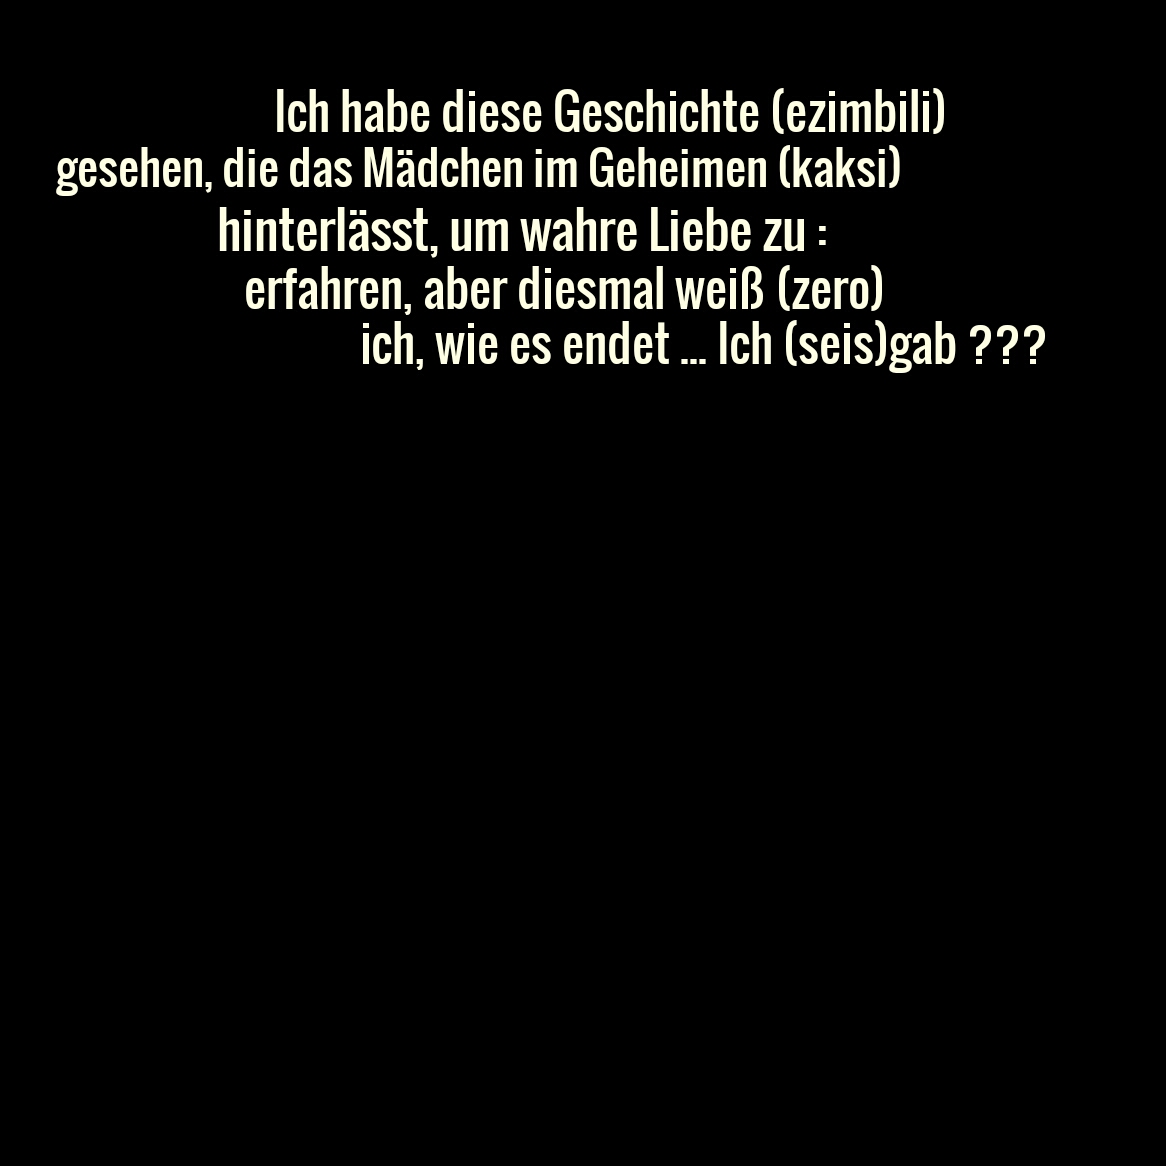 Ich habe diese Geschichte (ezimbili)
gesehen, die das Mädchen im Geheimen (kaksi)
hinterlässt, um wahre Liebe zu :
erfahren, aber diesmal weiß (zero)
ich, wie es endet ... Ich (seis)gab ???